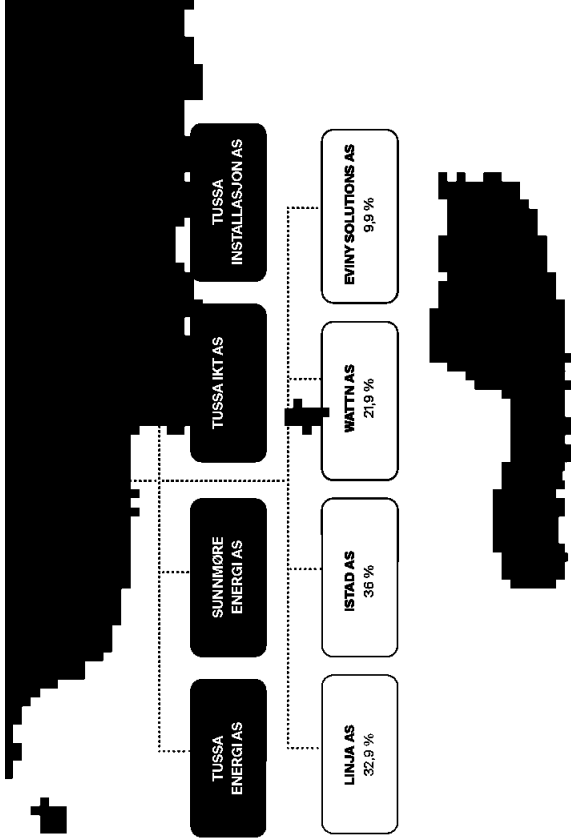 TUSSA
ENERGI AS
SUNNMØRE
ENERGI AS
TUSSA IKT AS
TUSSA
INSTALLASJON AS
LINJA AS
32,9 %
ISTAD AS
36 %
WATTN AS
21,9 %
EVINY SOLUTIONS AS
9,9 %